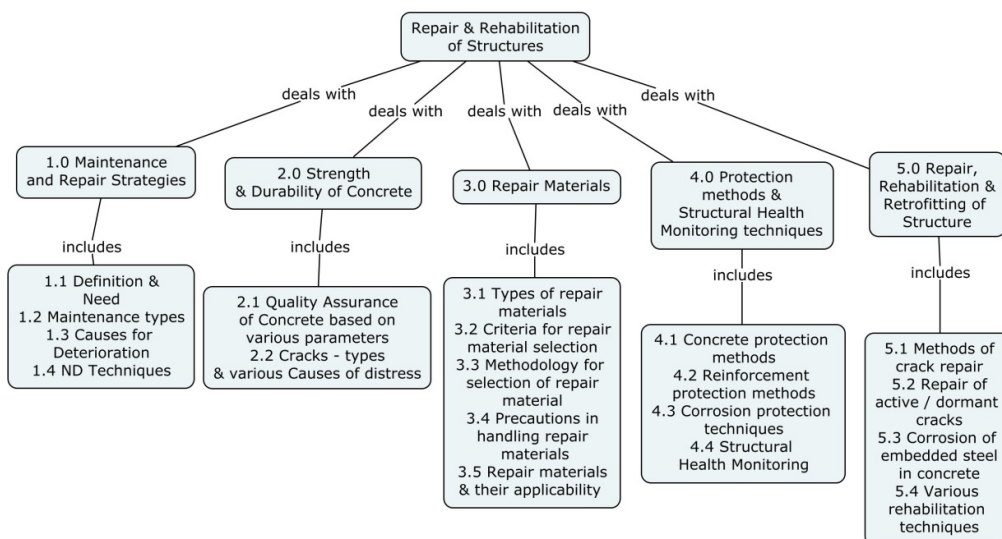 Repair & Rehabilitation
of Structures
deals with
deals with
deals with
deals with
deals with
1.0 Maintenance
and Repair Strategies
2.0 Strength
& Durability of Concrete
3.0 Repair Materials
4.0 Protection
methods &
Structural Health
Monitoring techniques
5.0 Repair,
Rehabilitation &
Retrofitting of
Structure
includes
includes
includes
includes
includes
1.1 Definition &
Need
1.2 Maintenance types
1.3 Causes for
Deterioration
1.4 ND Techniques
2.1 Quality Assurance
of Concrete based on
various parameters
2.2 Cracks - types
& various Causes of distress
3.1 Types of repair
materials
3.2 Criteria for repair
material selection
3.3 Methodology for
selection of repair
material
3.4 Precautions in
handling repair
materials
3.5 Repair materials
& their applicability
4.1 Concrete protection
methods
4.2 Reinforcement
protection methods
4.3 Corrosion protection
techniques
4.4 Structural
Health Monitoring
5.1 Methods of
crack repair
5.2 Repair of
active / dormant
cracks
5.3 Corrosion of
embedded steel
in concrete
5.4 Various
rehabilitation
techniques